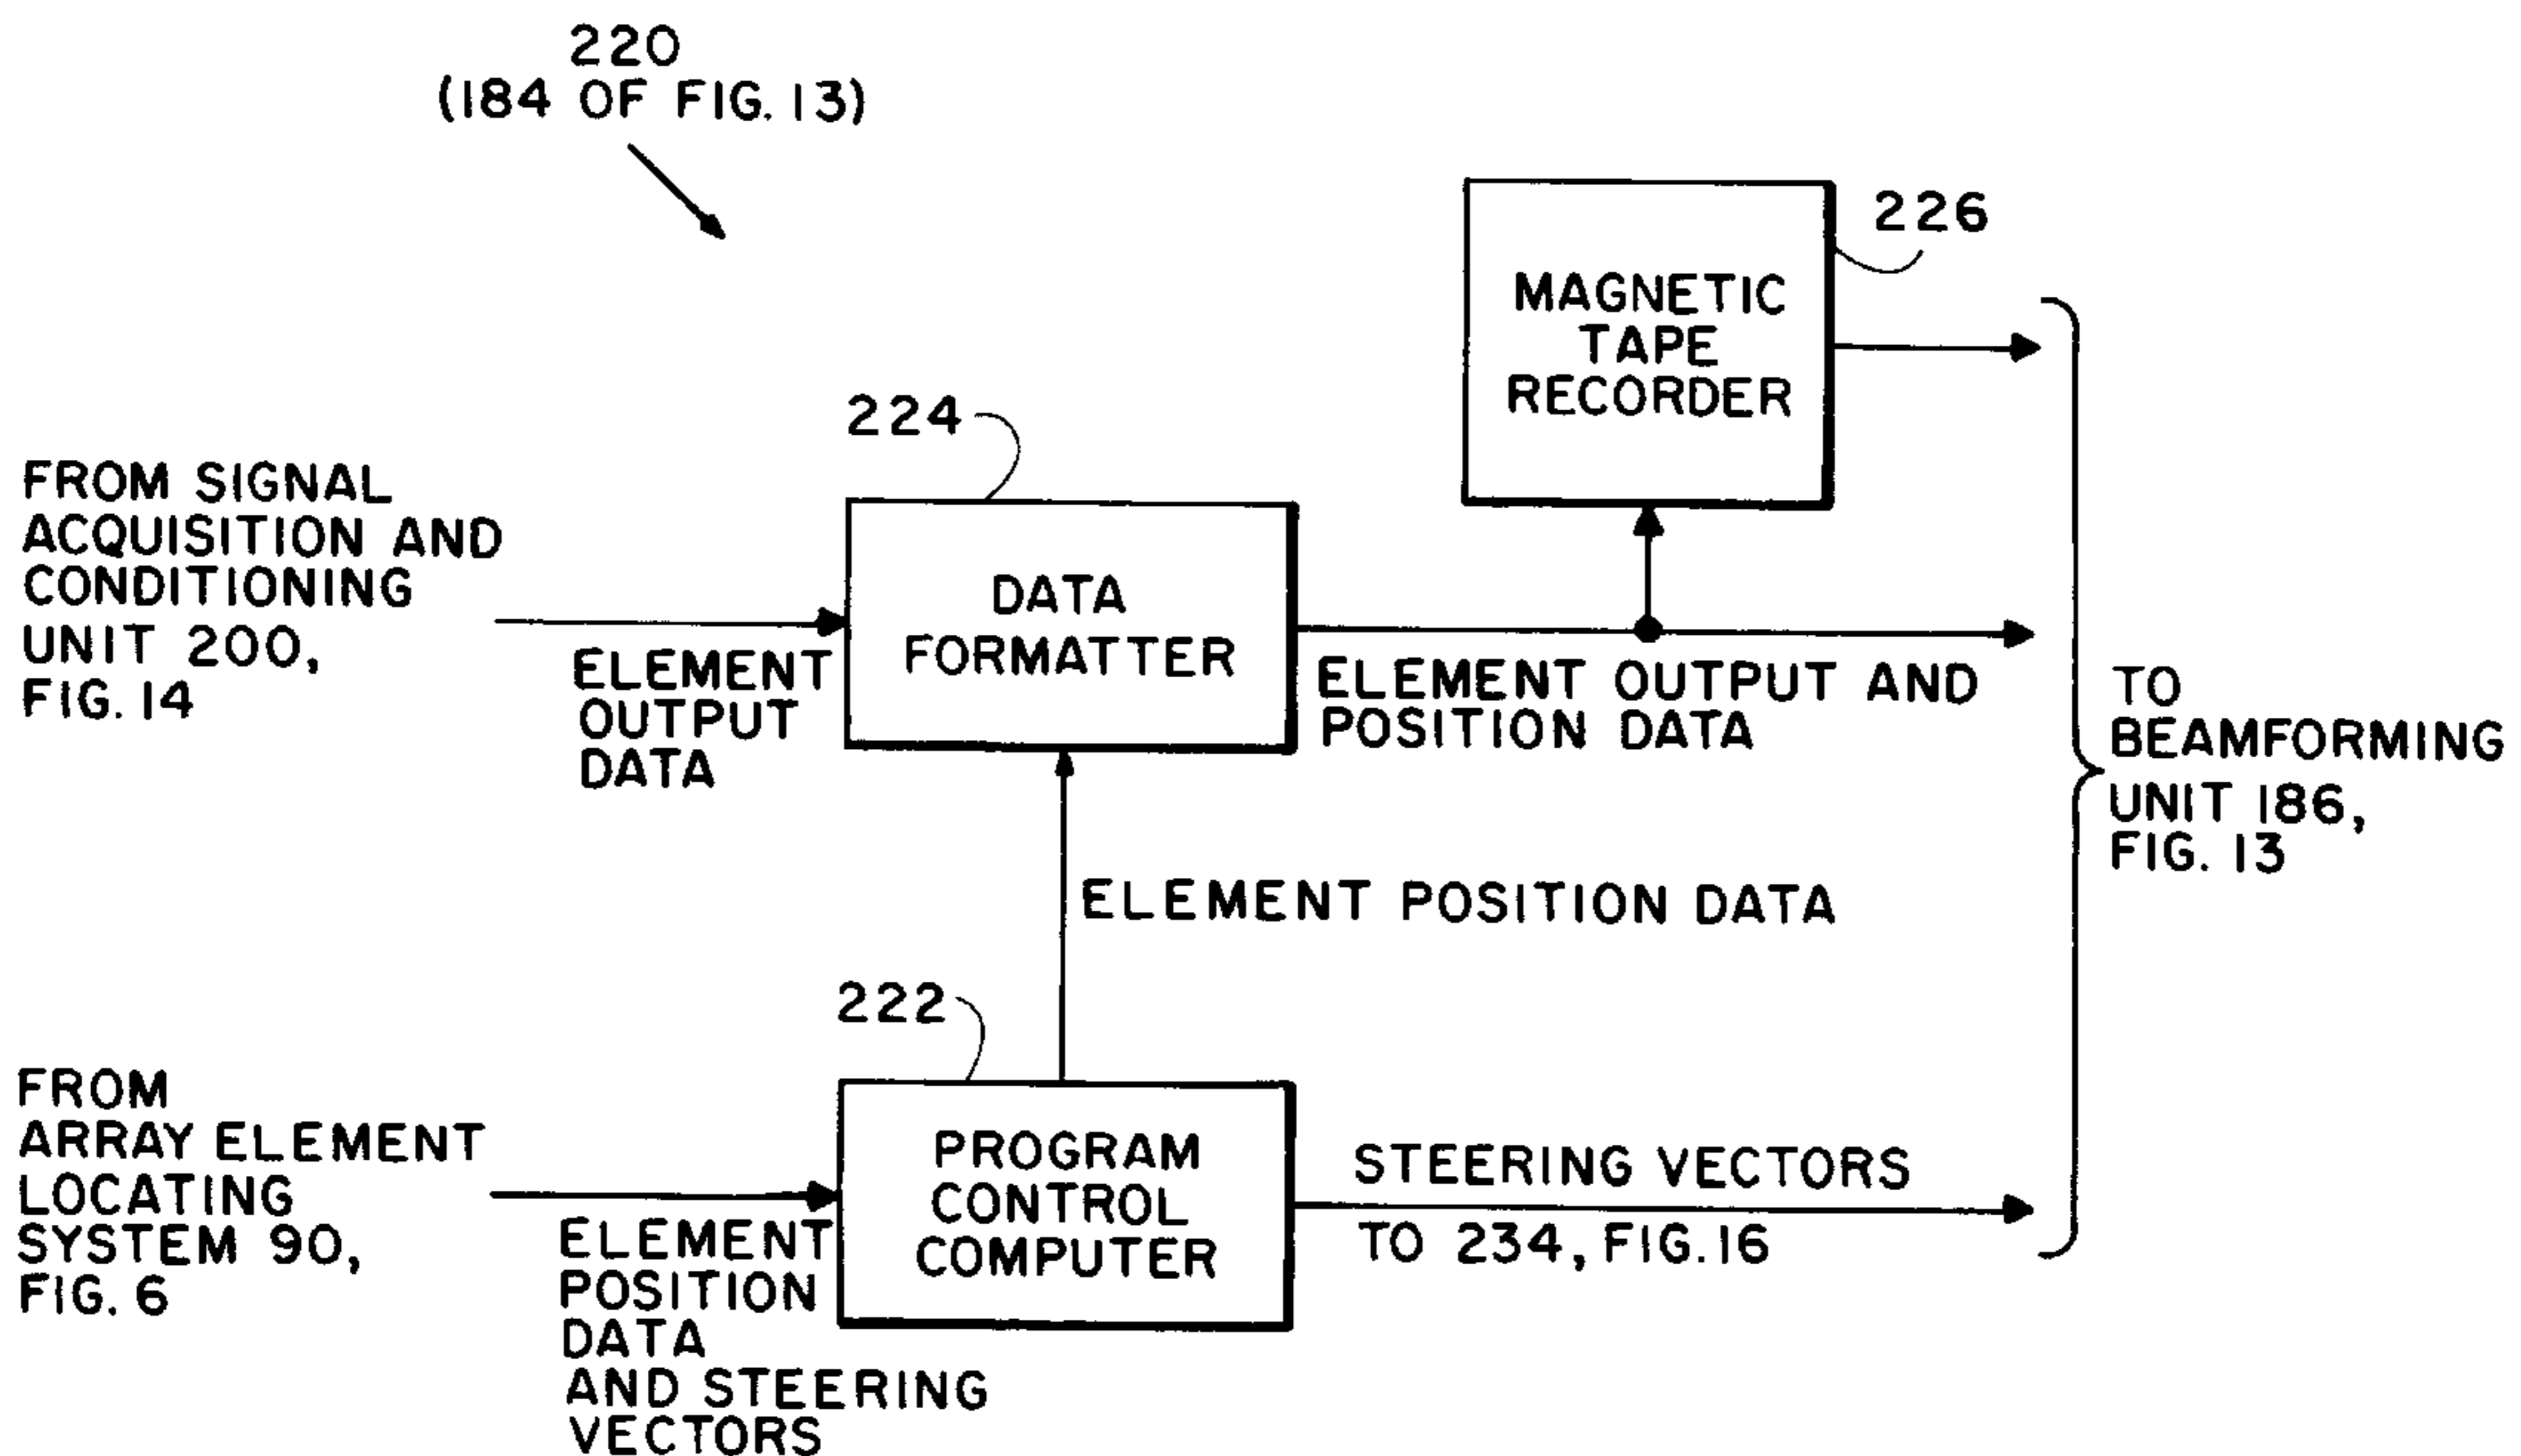 220
(184 OF FIG. 13)
226
MAGNETIC
TAPE
RECORDER
224
FROM SIGNAL
ACQUISITION AND
CONDITIONING
UNIT 200,
FIG. 14
ELEMENT
OUTPUT
DATA
DATA
FORMATTER
ELEMENT OUTPUT AND
POSITION DATA
TO
BEAMFORMING
UNIT 186,
FIG. 13
ELEMENT POSITION DATA
222
FROM
ARRAY ELEMENT
LOCATING
SYSTEM 90,
FIG. 6
ELEMENT
POSITION
DATA
AND STEERING
VECTORS
PROGRAM
CONTROL
COMPUTER
STEERING VECTORS
TO 234, FIG. 16